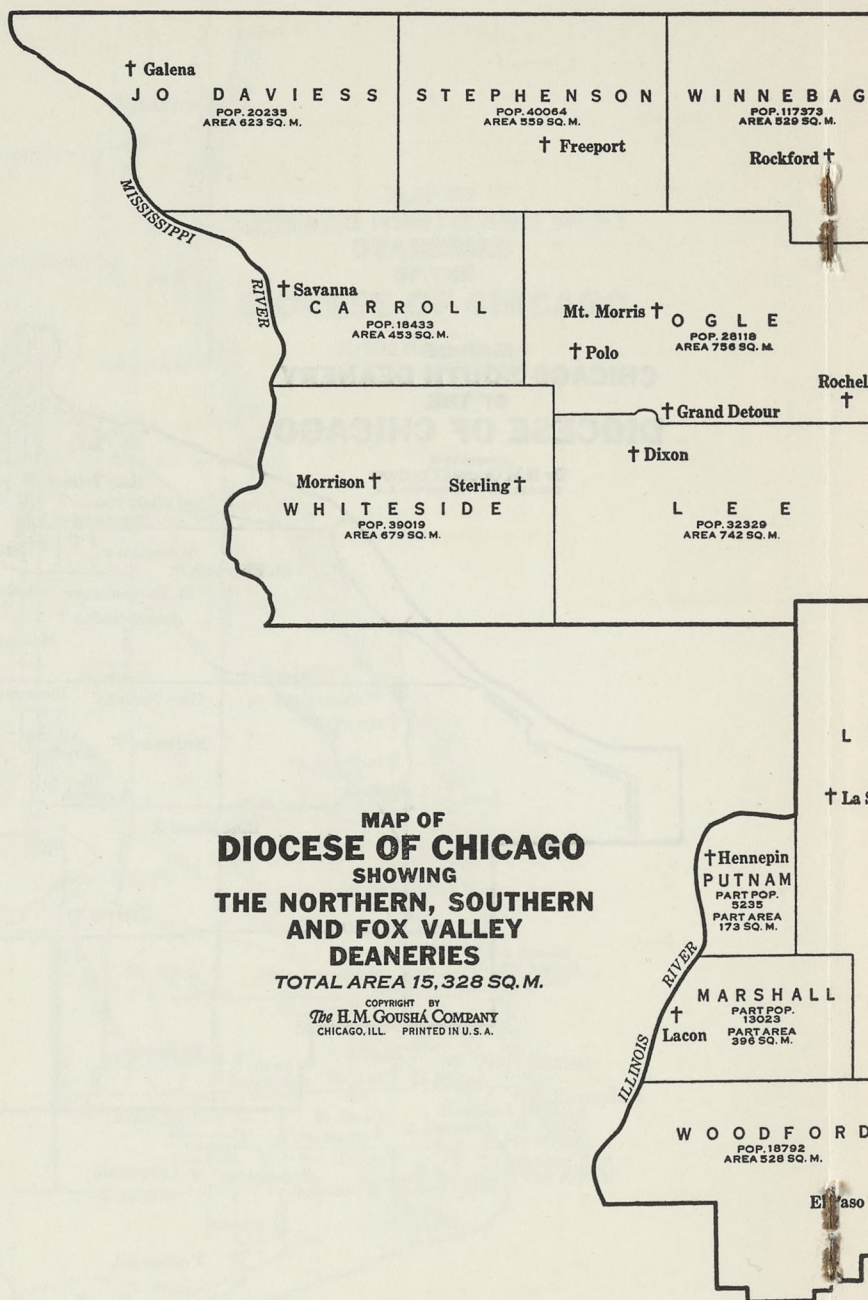 † Galena
JO DAVIESS
POP. 20235
AREA 623 SQ. M.
STEPHENSON
POP. 40064
AREA 559 SQ. M.
† Freeport
WINNEBAG
POP. 117373
AREA 529 SQ. M.
Rockford †
MISSISSIPPI
RIVER
† Savanna
CARROLL
POP. 18433
AREA 453 SQ. M.
Mt. Morris †
OGLE
POP. 28118
AREA 756 SQ. M.
† Polo
Rochel
†
† Grand Detour
† Dixon
Morrison †
Sterling †
WHITESIDE
POP. 39019
AREA 679 SQ. M.
LEE
POP. 32329
AREA 742 SQ. M.
L
† La S
MAP OF
DIOCESE OF CHICAGO
SHOWING
THE NORTHERN, SOUTHERN
AND FOX VALLEY
DEANERIES
TOTAL AREA 15,328 SQ. M.
COPYRIGHT BY
The H.M. GOUSHÁ COMPANY
CHICAGO, ILL. PRINTED IN U.S.A.
† Hennepin
PUTNAM
PART POP.
5235
PART AREA
173 SQ. M.
ILLINOIS RIVER
MARSHALL
PART POP.
13023
PART AREA
396 SQ. M.
†
Lacon
WOODFORD
POP. 18792
AREA 528 SQ. M.
El Paso